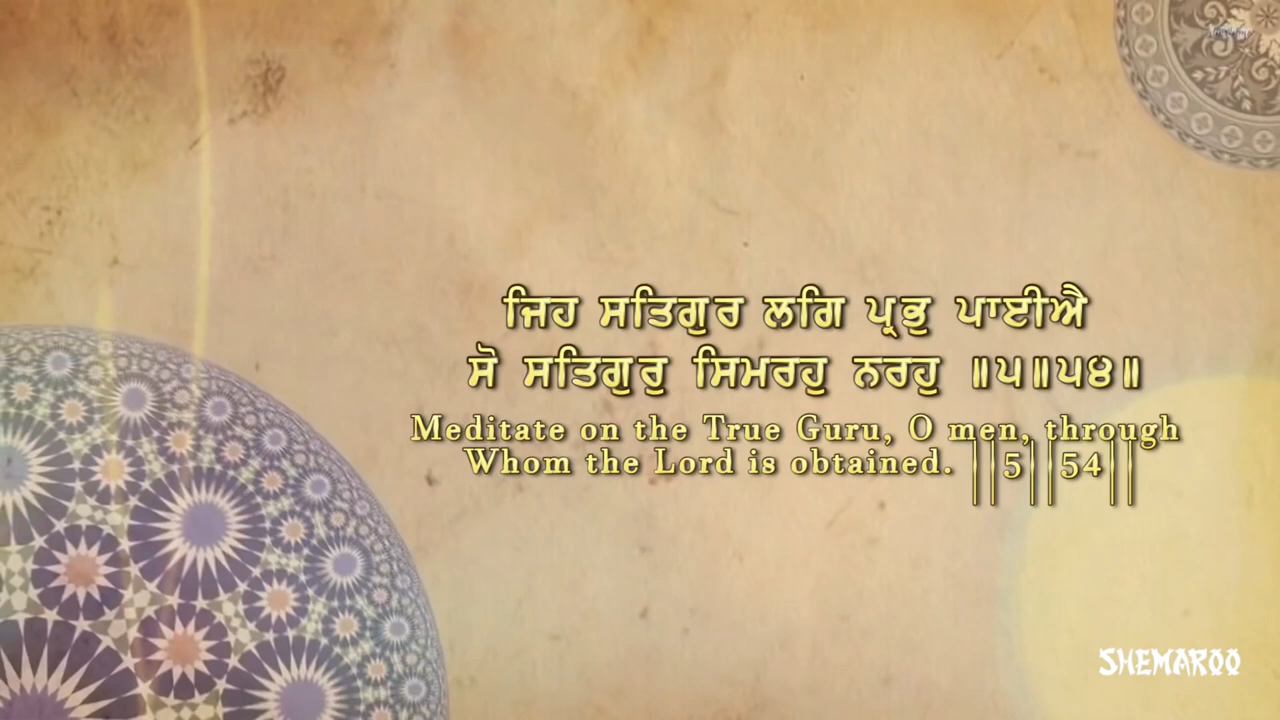 ਜਿਹ ਸਤਿਗੁਰ ਲਗਿ ਪ੍ਰਭੁ ਪਾਈਐ
ਸੋ ਸਤਿਗੁਰੁ ਸਿਮਰਹੁ ਨਰਹੁ ॥੫॥੫੪॥
Meditate on the True Guru, O men, through
Whom the Lord is obtained. ||5||54||
SHEMAROO